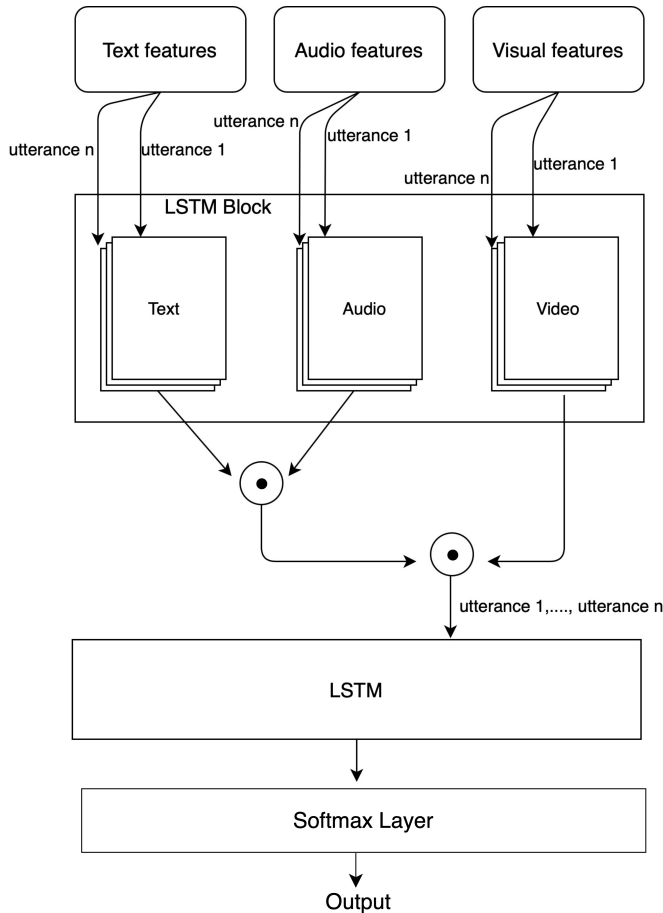 Text features
Audio features
Visual features
utterance n
utterance 1
utterance n
utterance 1
utterance n
utterance 1
LSTM Block
Text
Audio
Video
utterance 1,...., utterance n
LSTM
Softmax Layer
Output